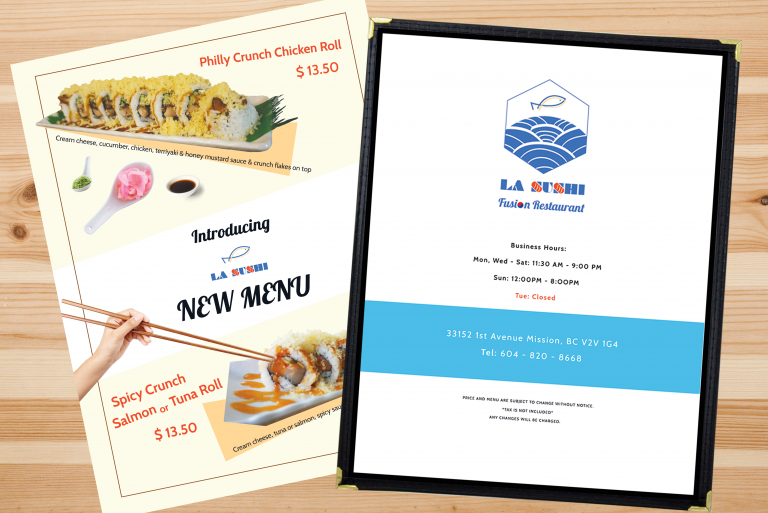 Philly Crunch Chicken Roll
$ 13.50
Cream cheese, cucumber, chicken, terriyaki & honey mustard sauce & crunch flakes on top
Introducing
LA SUSHI
NEW MENU
Spicy Crunch
Salmon or Tuna Roll
$ 13.50
Cream cheese, tuna or salmon, spicy
LA SUSHI
Fusion Restaurant
Business Hours:
Mon, Wed - Sat: 11:30 AM - 9:00 PM
Sun: 12:00PM - 8:00PM
Tue: Closed
33152 1st Avenue Mission, BC V2V 1G4
Tel: 604 - 820 - 8668
PRICE AND MENU ARE SUBJECT TO CHANGE WITHOUT NOTICE.
"TAX IS NOT INCLUDED"
ANY CHANGES WILL BE CHARGED.